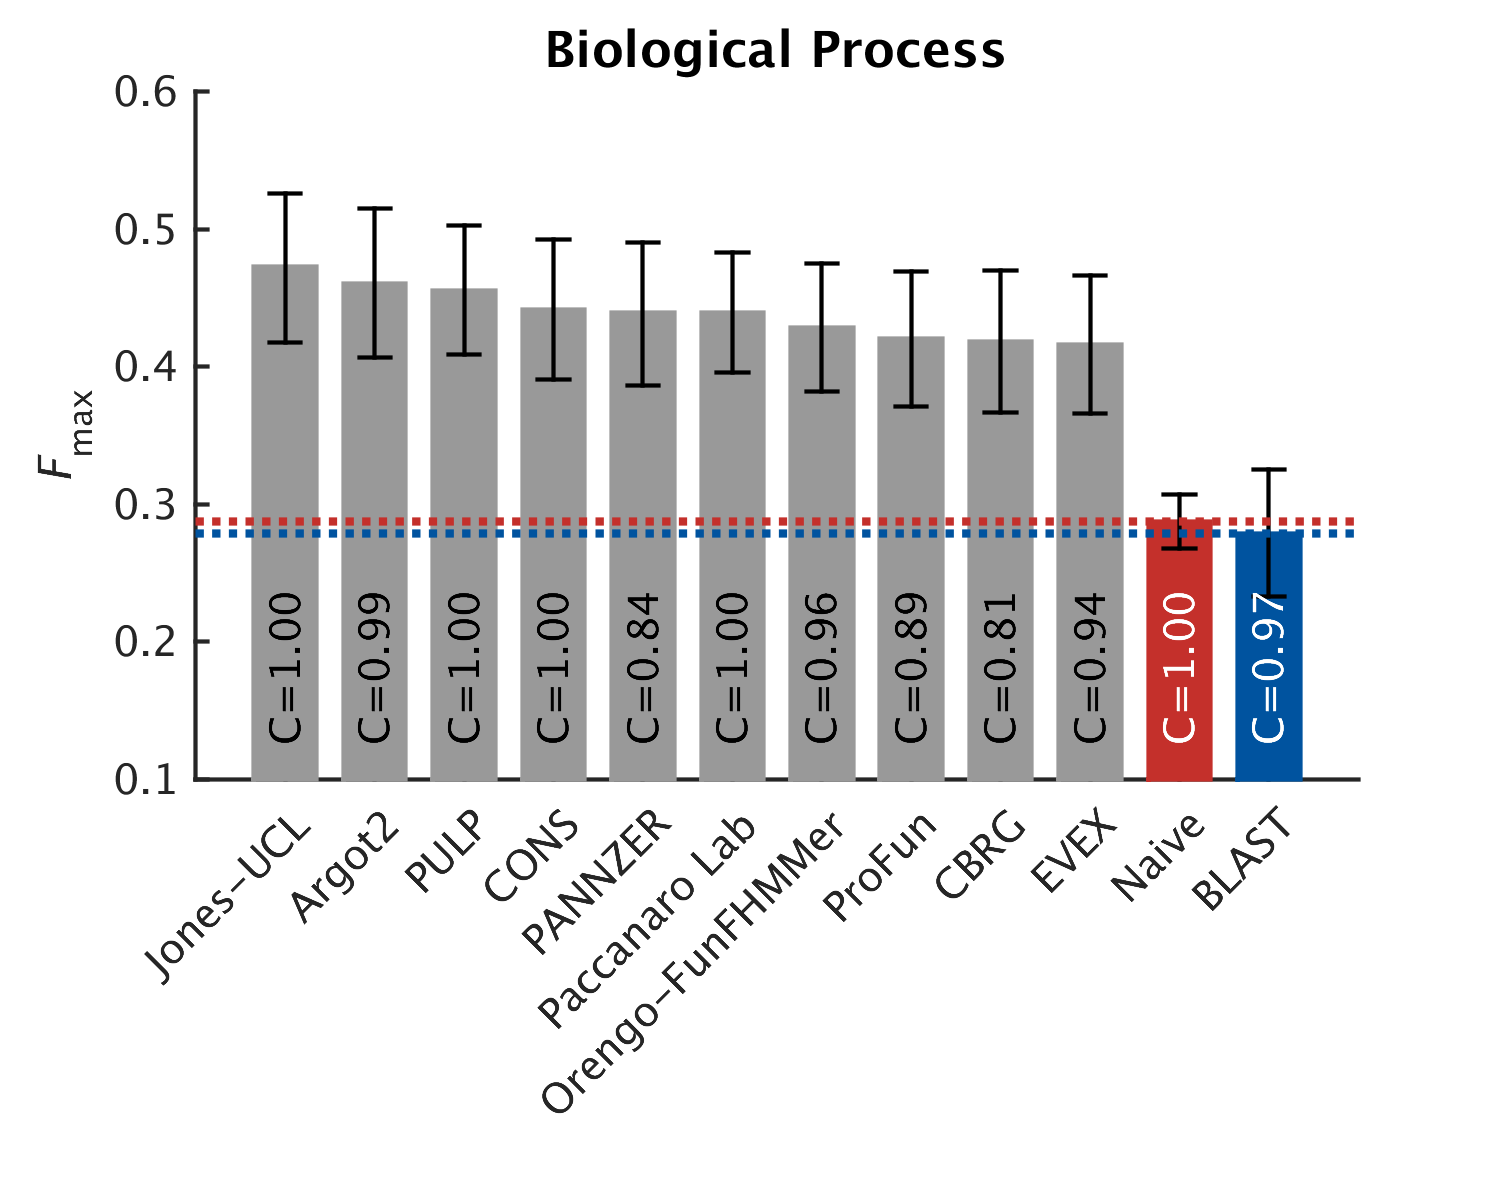 Biological Process
0.6
0.5
0.4
0.3
0.2
0.1
Fmax
C=1.00
C=0.99
C=1.00
C=1.00
C=0.84
C=1.00
C=0.96
C=0.89
C=0.81
C=0.94
C=1.00
C=0.97
Jones-UCL
Argot2
PULP
CONS
PANNZER
Paccanaro Lab
Orengo-FunFHMMer
ProFun
CBRG
EVEX
Naive
BLAST